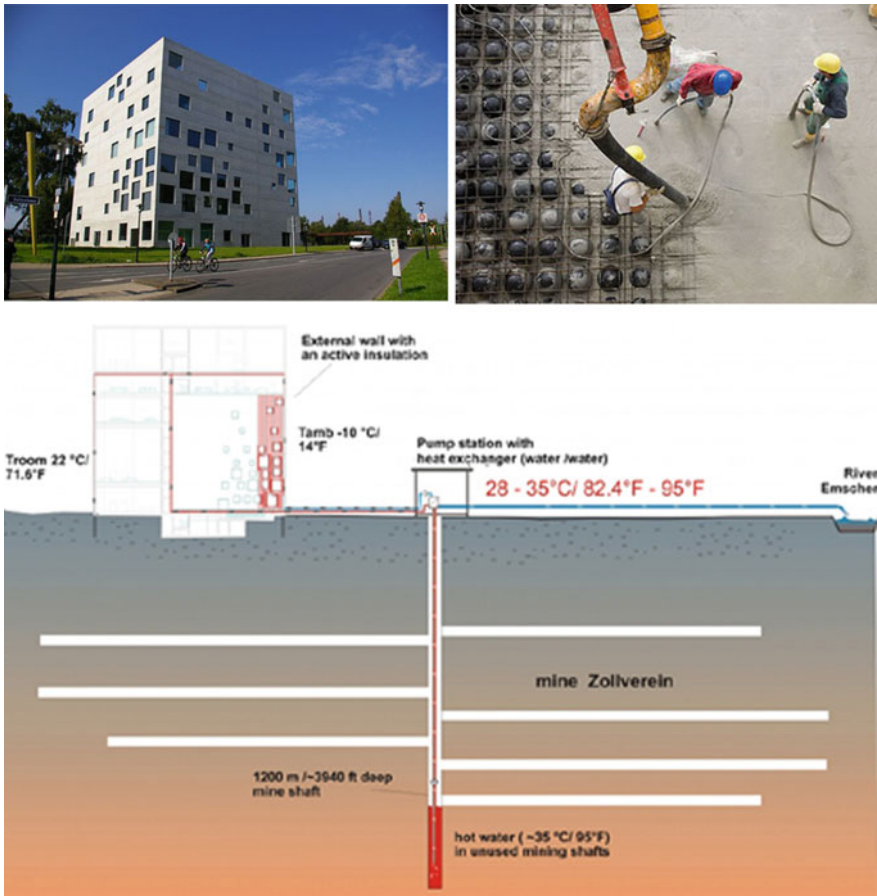 External wall with
an active insulation
Troom 22 °C/
71.6°F
Tamb -10 °C/
14°F
Pump station with
heat exchanger (water /water)
28 - 35°C/ 82.4°F - 95°F
River
Emscher
mine Zollverein
1200 m /~3940 ft deep
mine shaft
hot water ( ~35 °C/ 95°F)
in unused mining shafts